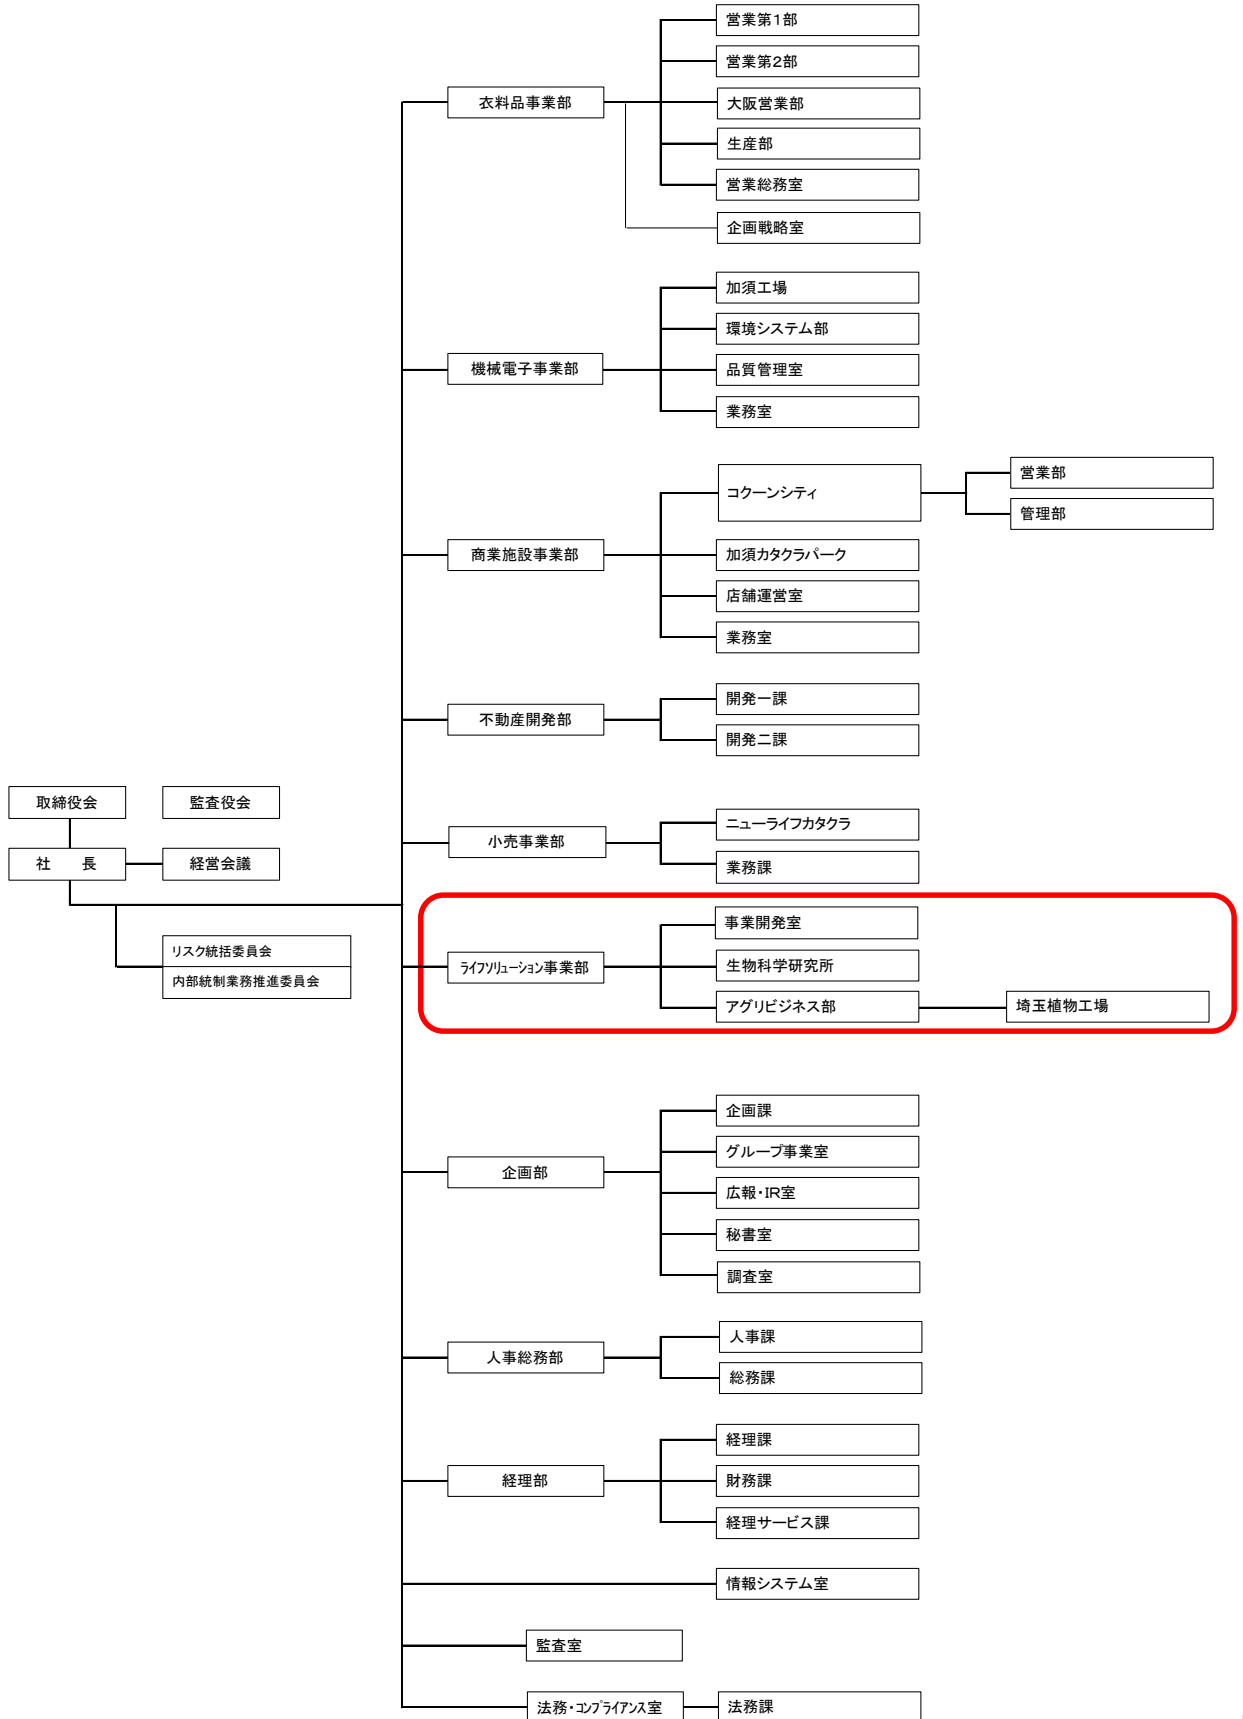 営業第1部
営業第2部
衣料品事業部
大阪営業部
生産部
営業総務室
企画戦略室
加須工場
環境システム部
機械電子事業部
品質管理室
業務室
コクーンシティ
営業部
管理部
商業施設事業部
加須カタクラパーク
店舗運営室
業務室
不動産開発部
開発一課
開発二課
取締役会
監査役会
社　長
経営会議
小売事業部
ニューライフカタクラ
業務課
リスク統括委員会
内部統制業務推進委員会
ライフソリューション事業部
事業開発室
生物科学研究所
アグリビジネス部
埼玉植物工場
企画部
企画課
グループ事業室
広報・IR室
秘書室
調査室
人事総務部
人事課
総務課
経理部
経理課
財務課
経理サービス課
情報システム室
監査室
法務・コンプライアンス室
法務課